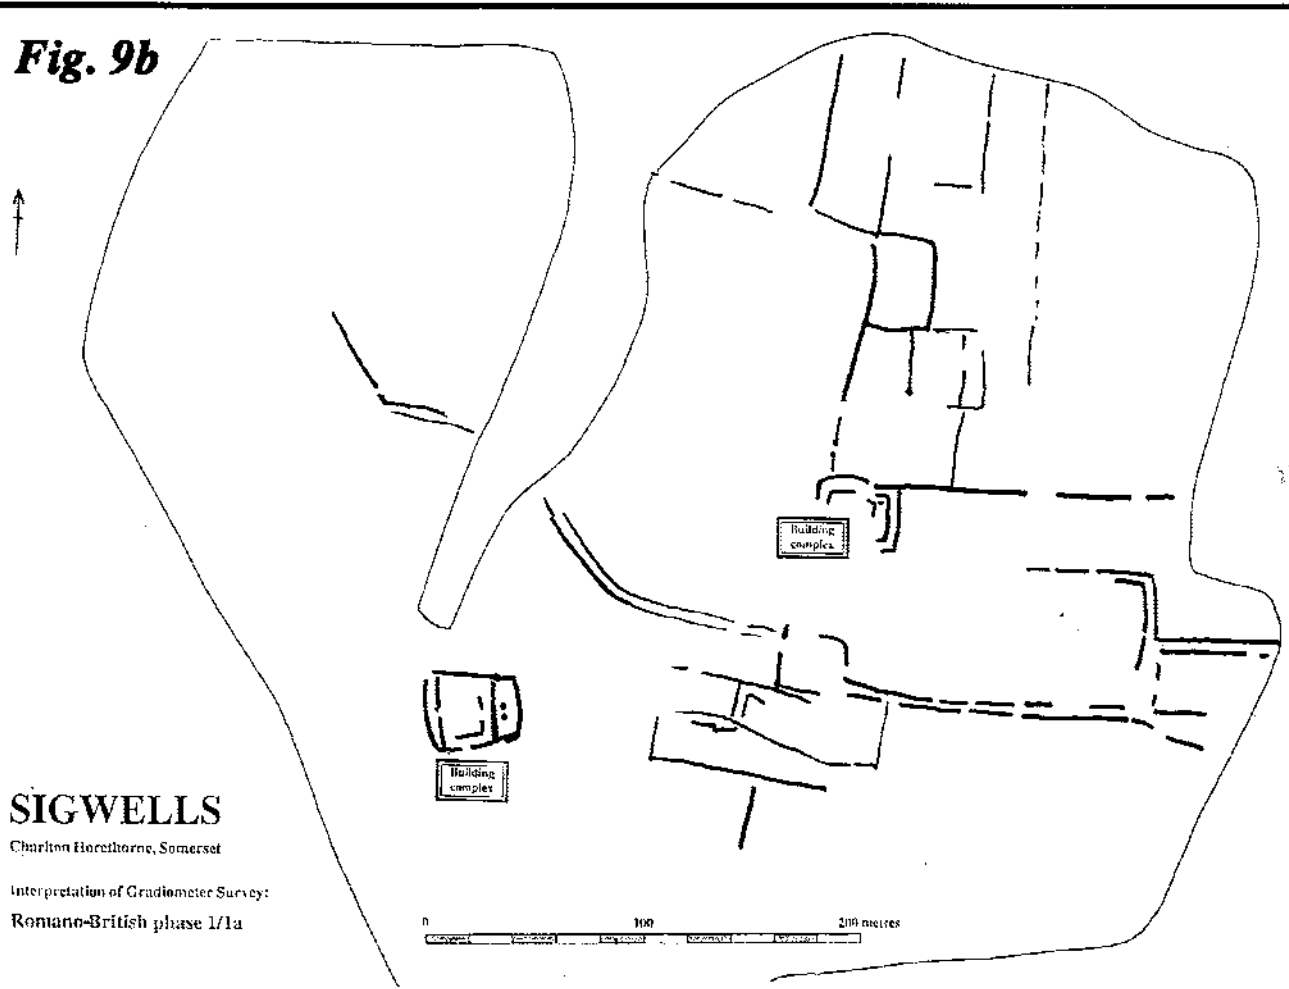 Fig. 9b
Building
complex
Building
complex
SIGWELLS
Charlton Horethorne, Somerset
Interpretation of Gradiometer Survey:
Romano-British phase 1/1a
0 100 200 metres